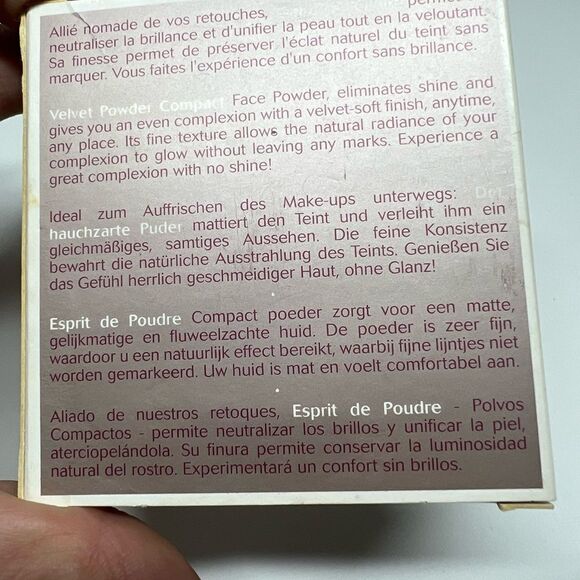 permet
Allié nomade de vos retouches,
neutraliser la brillance et d'unifier la peau tout en la veloutant.
Sa finesse permet de préserver l'éclat naturel du teint sans
marquer. Vous faites l'expérience d'un confort sans brillance.
Velvet Powder Compact Face Powder, eliminates shine and
gives you an even complexion with a velvet-soft finish, anytime,
any place. Its fine texture allows the natural radiance of your
complexion to glow without leaving any marks. Experience a
great complexion with no shine!
Ideal zum Auffrischen des Make-ups unterwegs: Der
hauchzarte Puder mattiert den Teint und verleiht ihm ein
gleichmäßiges, samtiges Aussehen. Die feine Konsistenz
bewahrt die natürliche Ausstrahlung des Teints. Genießen Sie
das Gefühl herrlich geschmeidiger Haut, ohne Glanz!
Esprit de Poudre Compact poeder zorgt voor een matte,
gelijkmatige en fluweelzachte huid. De poeder is zeer fijn,
waardoor u een natuurlijk effect bereikt, waarbij fijne lijntjes niet
worden gemarkeerd. Uw huid is mat en voelt comfortabel aan.
Aliado de nuestros retoques, Esprit de Poudre - Polvos
Compactos - permite neutralizar los brillos y unificar la piel,
aterciopelándola. Su finura permite conservar la luminosidad
natural del rostro. Experimentará un confort sin brillos.